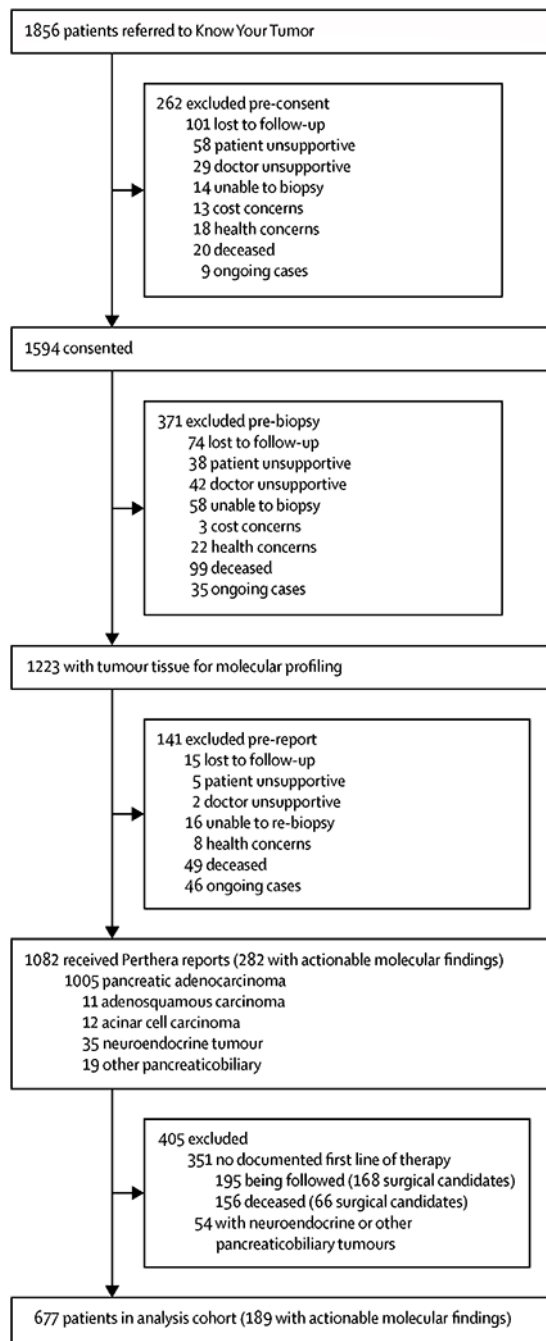 1856 patients referred to Know Your Tumor
262 excluded pre-consent
101 lost to follow-up
58 patient unsupportive
29 doctor unsupportive
14 unable to biopsy
13 cost concerns
18 health concerns
20 deceased
9 ongoing cases
1594 consented
371 excluded pre-biopsy
74 lost to follow-up
38 patient unsupportive
42 doctor unsupportive
58 unable to biopsy
3 cost concerns
22 health concerns
99 deceased
35 ongoing cases
1223 with tumour tissue for molecular profiling
141 excluded pre-report
15 lost to follow-up
5 patient unsupportive
2 doctor unsupportive
16 unable to re-biopsy
8 health concerns
49 deceased
46 ongoing cases
1082 received Perthera reports (282 with actionable molecular findings)
1005 pancreatic adenocarcinoma
11 adenosquamous carcinoma
12 acinar cell carcinoma
35 neuroendocrine tumour
19 other pancreaticobiliary
405 excluded
351 no documented first line of therapy
195 being followed (168 surgical candidates)
156 deceased (66 surgical candidates)
54 with neuroendocrine or other
pancreaticobiliary tumours
677 patients in analysis cohort (189 with actionable molecular findings)